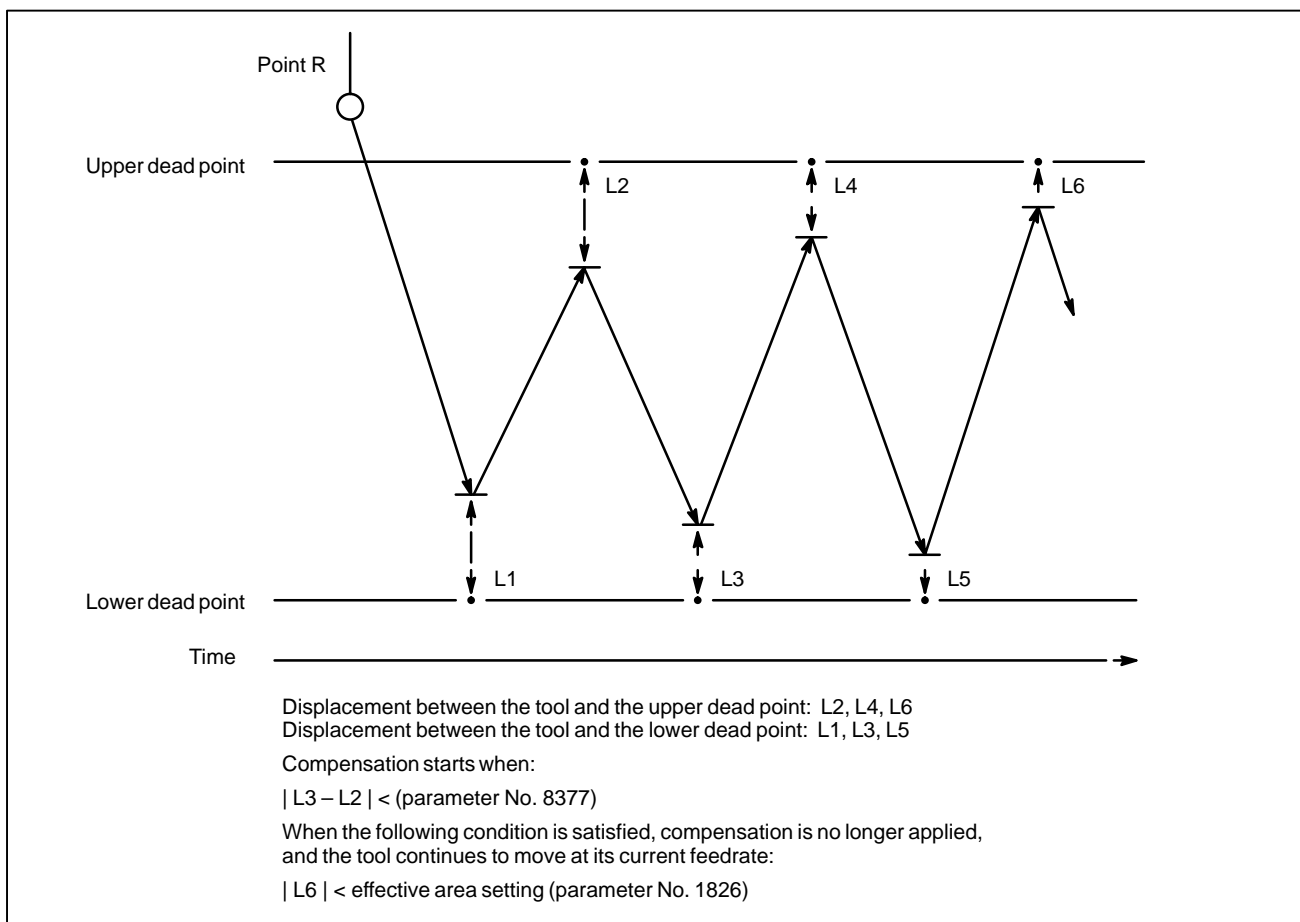 Point R
Upper dead point
L2
L4
L6
L1
L3
L5
Lower dead point
Time
Displacement between the tool and the upper dead point: L2, L4, L6
Displacement between the tool and the lower dead point: L1, L3, L5
Compensation starts when:
| L3 – L2 | < (parameter No. 8377)
When the following condition is satisfied, compensation is no longer applied,
and the tool continues to move at its current feedrate:
| L6 | < effective area setting (parameter No. 1826)